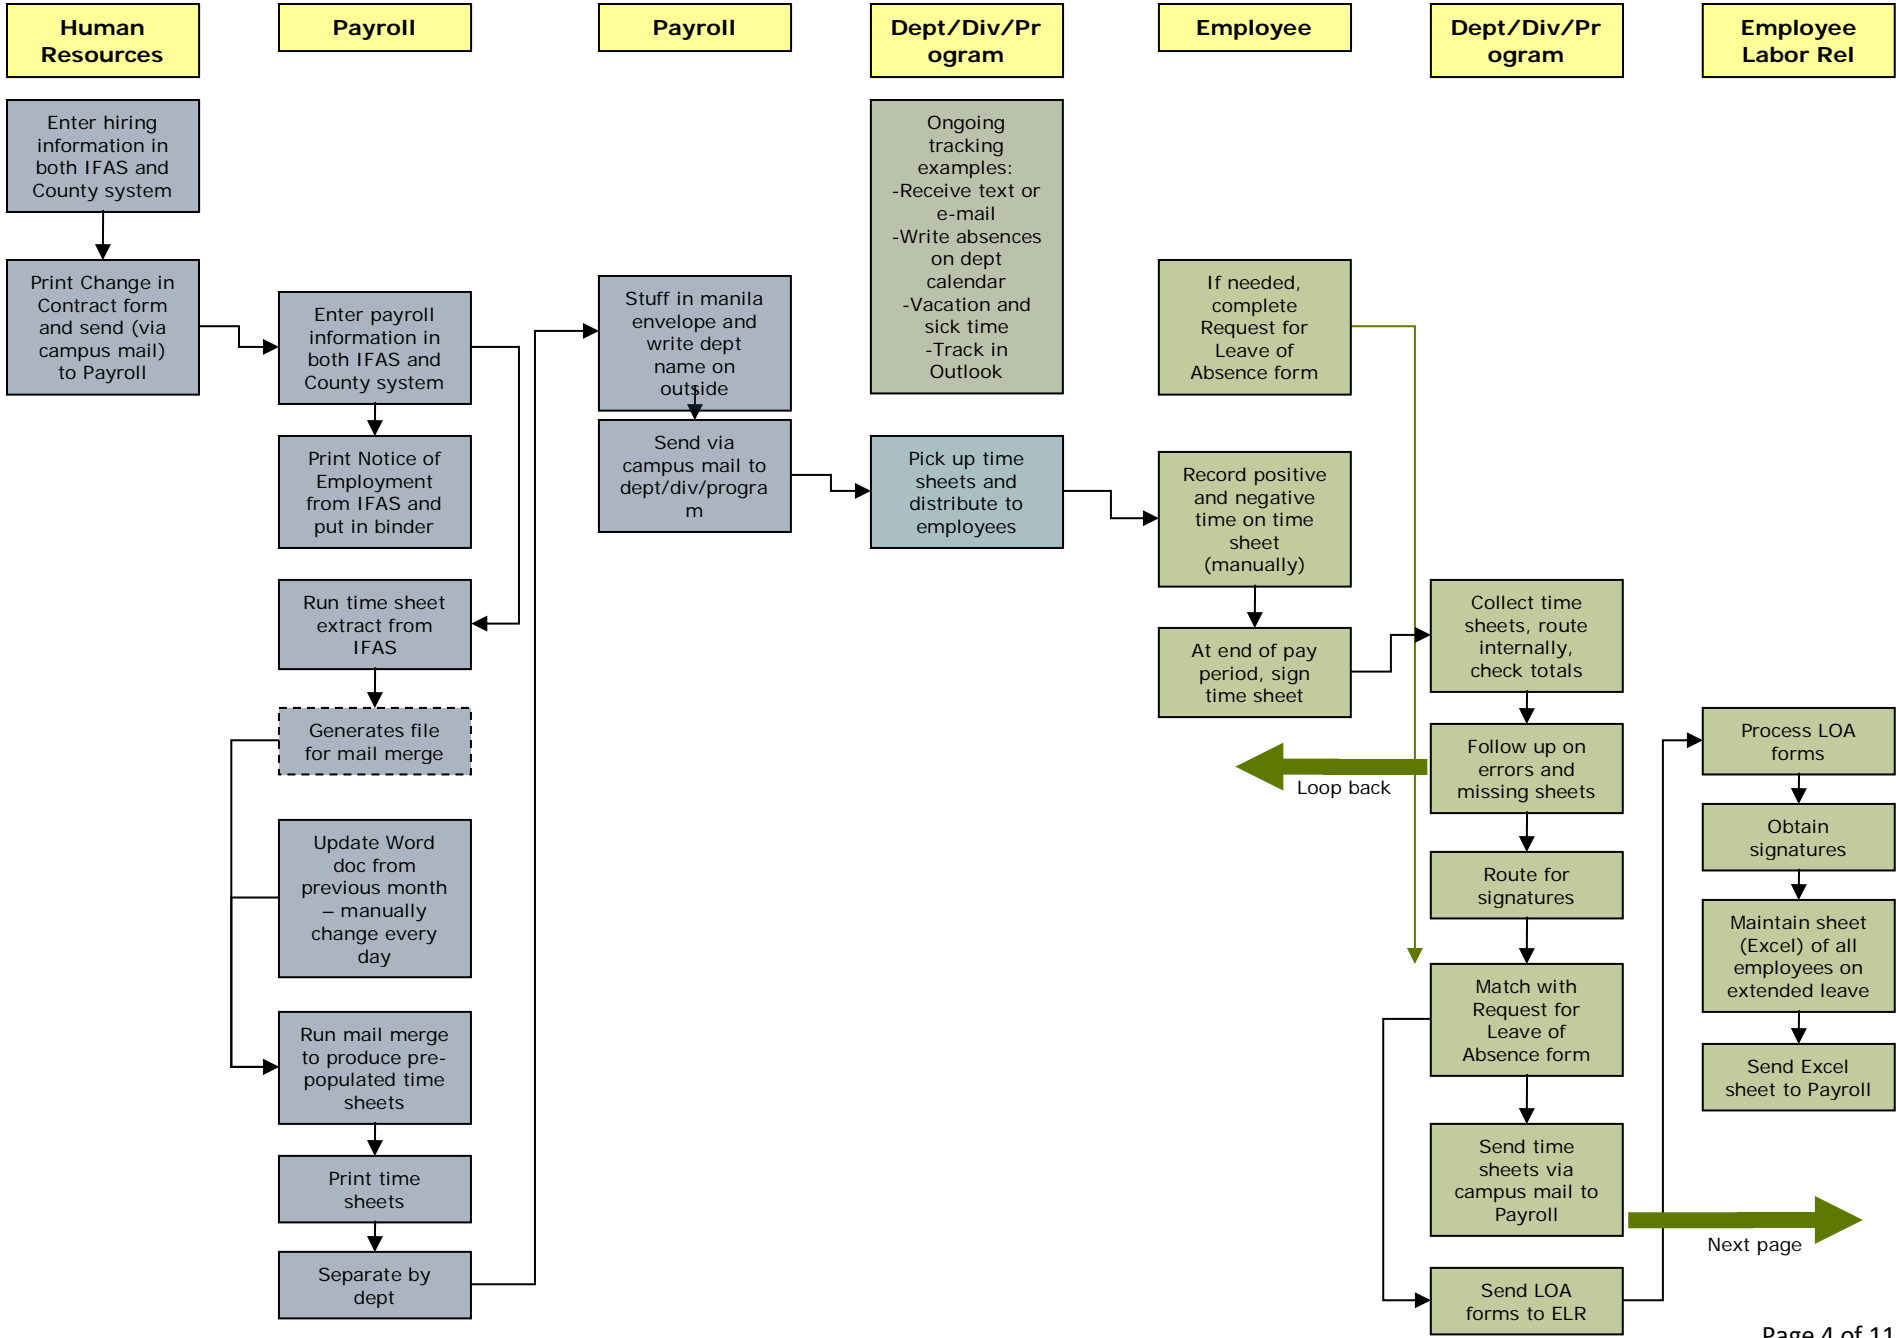 Human
Resources
Payroll
Payroll
Dept/Div/Pr
ogram
Employee
Dept/Div/Pr
ogram
Employee
Labor Rel
Enter hiring
information in
both IFAS and
County system
Print Change in
Contract form
and send (via
campus mail)
to Payroll
Enter payroll
information in
both IFAS and
County system
Print Notice of
Employment
from IFAS and
put in binder
Run time sheet
extract from
IFAS
Generates file
for mail merge
Update Word
doc from
previous month
– manually
change every
day
Run mail merge
to produce pre-
populated time
sheets
Print time
sheets
Separate by
dept
Stuff in manila
envelope and
write dept
name on
outside
Send via
campus mail to
dept/div/progra
m
Ongoing
tracking
examples:
-Receive text or
e-mail
-Write absences
on dept
calendar
-Vacation and
sick time
-Track in
Outlook
Pick up time
sheets and
distribute to
employees
If needed,
complete
Request for
Leave of
Absence form
Record positive
and negative
time on time
sheet
(manually)
At end of pay
period, sign
time sheet
Collect time
sheets, route
internally,
check totals
Follow up on
errors and
missing sheets
Loop back
Route for
signatures
Match with
Request for
Leave of
Absence form
Send time
sheets via
campus mail to
Payroll
Next page
Send LOA
forms to ELR
Process LOA
forms
Obtain
signatures
Maintain sheet
(Excel) of all
employees on
extended leave
Send Excel
sheet to Payroll
Page 4 of 11